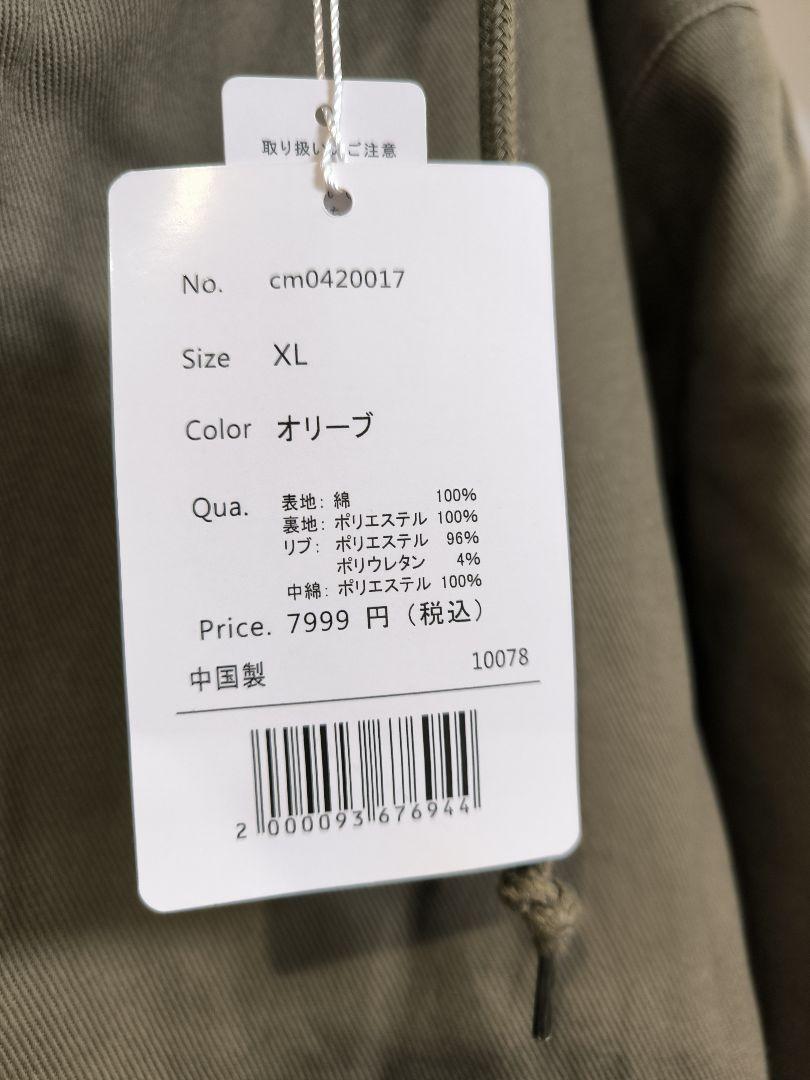 取り扱い ご注意
No. cm0420017
Size XL
Color オリーブ
Qua. 表地: 綿 100%
裏地: ポリエステル 100%
リブ: ポリエステル 96%
ポリウレタン 4%
中綿: ポリエステル 100%
Price. 7999 円 (税込)
中国製 10078
2 000093 676944